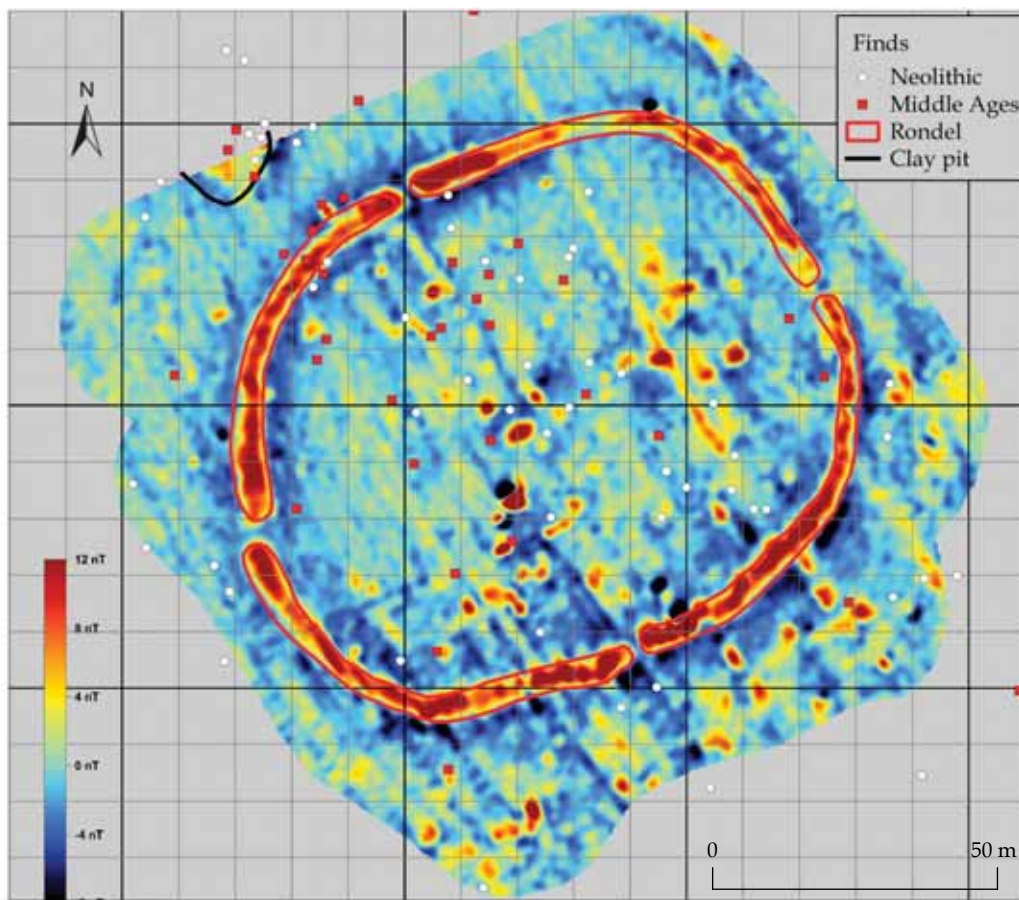 Finds
N
Neolithic
Middle Ages
Rondel
Clay pit
12 nT
8 nT
4 nT
0 nT
-4 nT
0 50 m